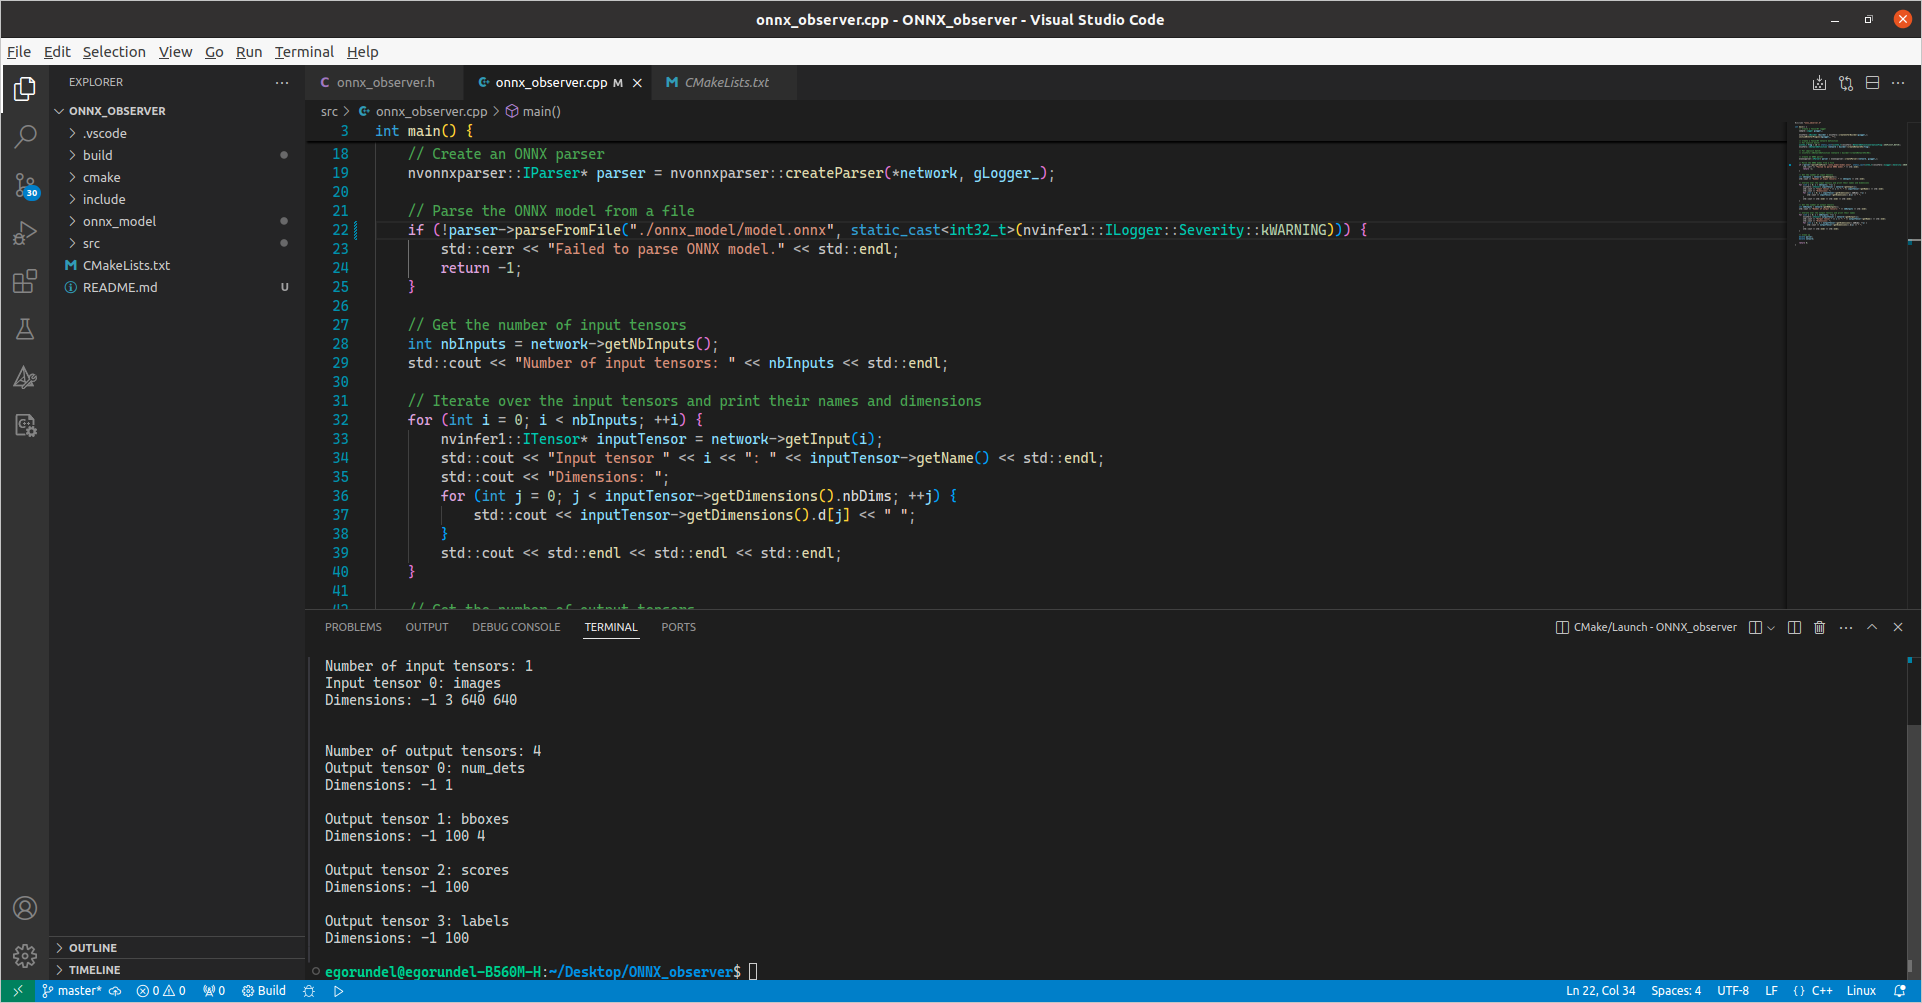 onnx_observer.cpp - ONNX_observer - Visual Studio Code
File Edit Selection View Go Run Terminal Help
EXPLORER
ONNX_OBSERVER
.vscode
build
cmake
include
onnx_model
src
CMakeLists.txt
README.md U
30
OUTLINE
TIMELINE
onnx_observer.h onnx_observer.cpp M CMakeLists.txt
src > onnx_observer.cpp > main()
3 int main() {
18 // Create an ONNX parser
19 nvonnxparser::IParser* parser = nvonnxparser::createParser(*network, gLogger_);
20
21 // Parse the ONNX model from a file
22 if (!parser->parseFromFile("./onnx_model/model.onnx", static_cast<int32_t>(nvinfer1::ILogger::Severity::kWARNING))) {
23 std::cerr << "Failed to parse ONNX model." << std::endl;
24 return -1;
25 }
26
27 // Get the number of input tensors
28 int nbInputs = network->getNbInputs();
29 std::cout << "Number of input tensors: " << nbInputs << std::endl;
30
31 // Iterate over the input tensors and print their names and dimensions
32 for (int i = 0; i < nbInputs; ++i) {
33 nvinfer1::ITensor* inputTensor = network->getInput(i);
34 std::cout << "Input tensor " << i << ": " << inputTensor->getName() << std::endl;
35 std::cout << "Dimensions: ";
36 for (int j = 0; j < inputTensor->getDimensions().nbDims; ++j) {
37 std::cout << inputTensor->getDimensions().d[j] << " ";
38 }
39 std::cout << std::endl << std::endl << std::endl;
40 }
41
42 // Get the number of output tensors
PROBLEMS OUTPUT DEBUG CONSOLE TERMINAL PORTS
CMake/Launch - ONNX_observer
Number of input tensors: 1
Input tensor 0: images
Dimensions: -1 3 640 640
Number of output tensors: 4
Output tensor 0: num_dets
Dimensions: -1 1
Output tensor 1: bboxes
Dimensions: -1 100 4
Output tensor 2: scores
Dimensions: -1 100
Output tensor 3: labels
Dimensions: -1 100
egorundel@egorundel-B560M-H:~/Desktop/ONNX_observer$
master* 0 0 0 Build
Ln 22, Col 34 Spaces: 4 UTF-8 LF {} C++ Linux